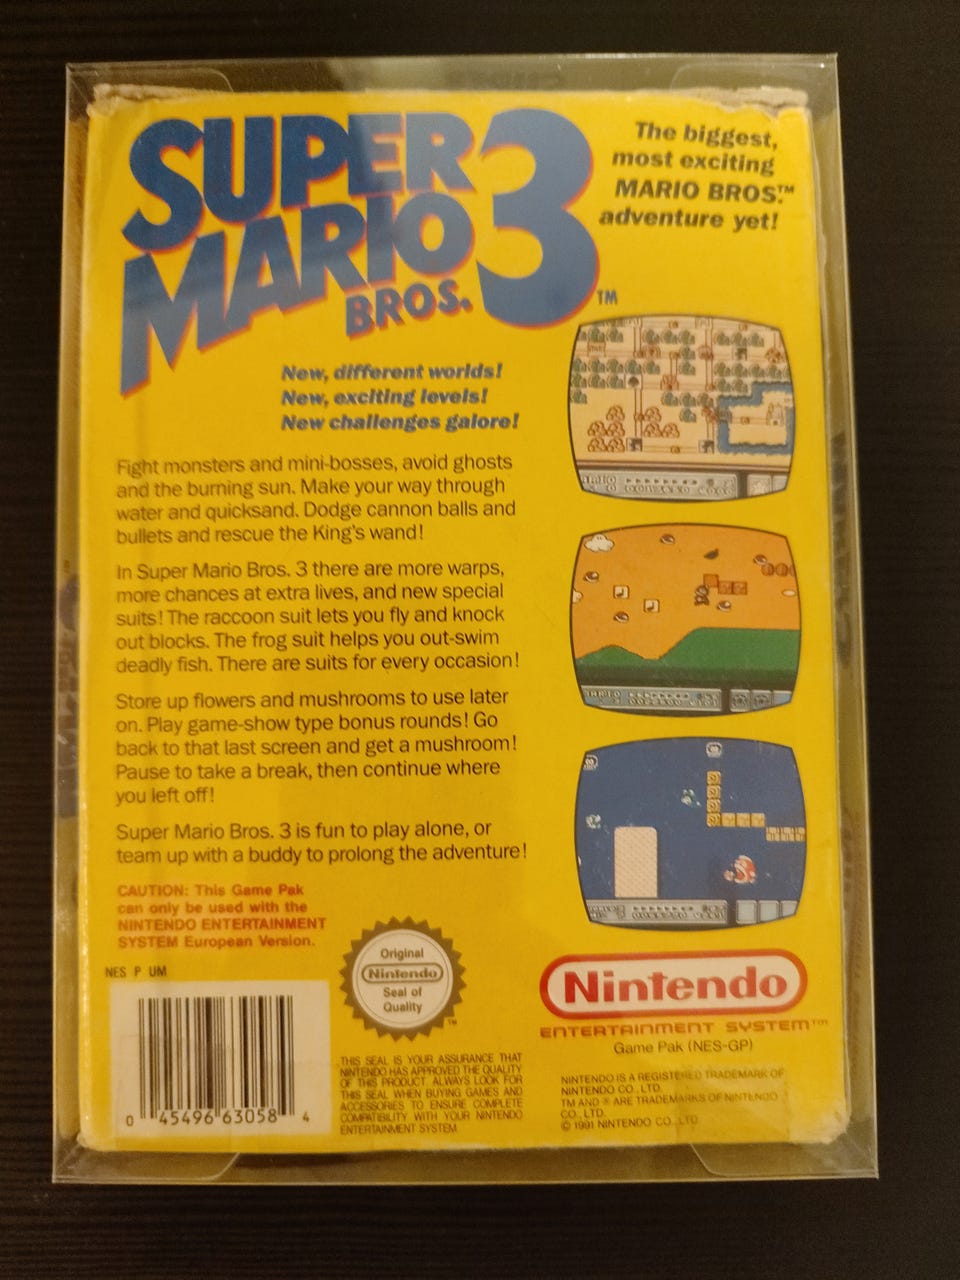 SUPER
MARIO
BROS. 3 ™
The biggest,
most exciting
MARIO BROS.™
adventure yet!
New, different worlds!
New, exciting levels!
New challenges galore!
Fight monsters and mini-bosses, avoid ghosts
and the burning sun. Make your way through
water and quicksand. Dodge cannon balls and
bullets and rescue the King's wand!
In Super Mario Bros. 3 there are more warps,
more chances at extra lives, and new special
suits! The raccoon suit lets you fly and knock
out blocks. The frog suit helps you out-swim
deadly fish. There are suits for every occasion!
Store up flowers and mushrooms to use later
on. Play game-show type bonus rounds! Go
back to that last screen and get a mushroom!
Pause to take a break, then continue where
you left off!
Super Mario Bros. 3 is fun to play alone, or
team up with a buddy to prolong the adventure!
CAUTION: This Game Pak
can only be used with the
NINTENDO ENTERTAINMENT
SYSTEM European Version.
NES P UM
0 45496 63058 4
Original
Nintendo
Seal of
Quality
™
THIS SEAL IS YOUR ASSURANCE THAT
NINTENDO HAS APPROVED THE QUALITY
OF THIS PRODUCT. ALWAYS LOOK FOR
THIS SEAL WHEN BUYING GAMES AND
ACCESSORIES TO ENSURE COMPLETE
COMPATIBILITY WITH YOUR NINTENDO
ENTERTAINMENT SYSTEM
Nintendo
ENTERTAINMENT SYSTEM™
Game Pak (NES-GP)
NINTENDO IS A REGISTERED TRADEMARK OF
NINTENDO CO., LTD.
TM AND ® ARE TRADEMARKS OF NINTENDO
CO., LTD.
© 1991 NINTENDO CO., LTD.